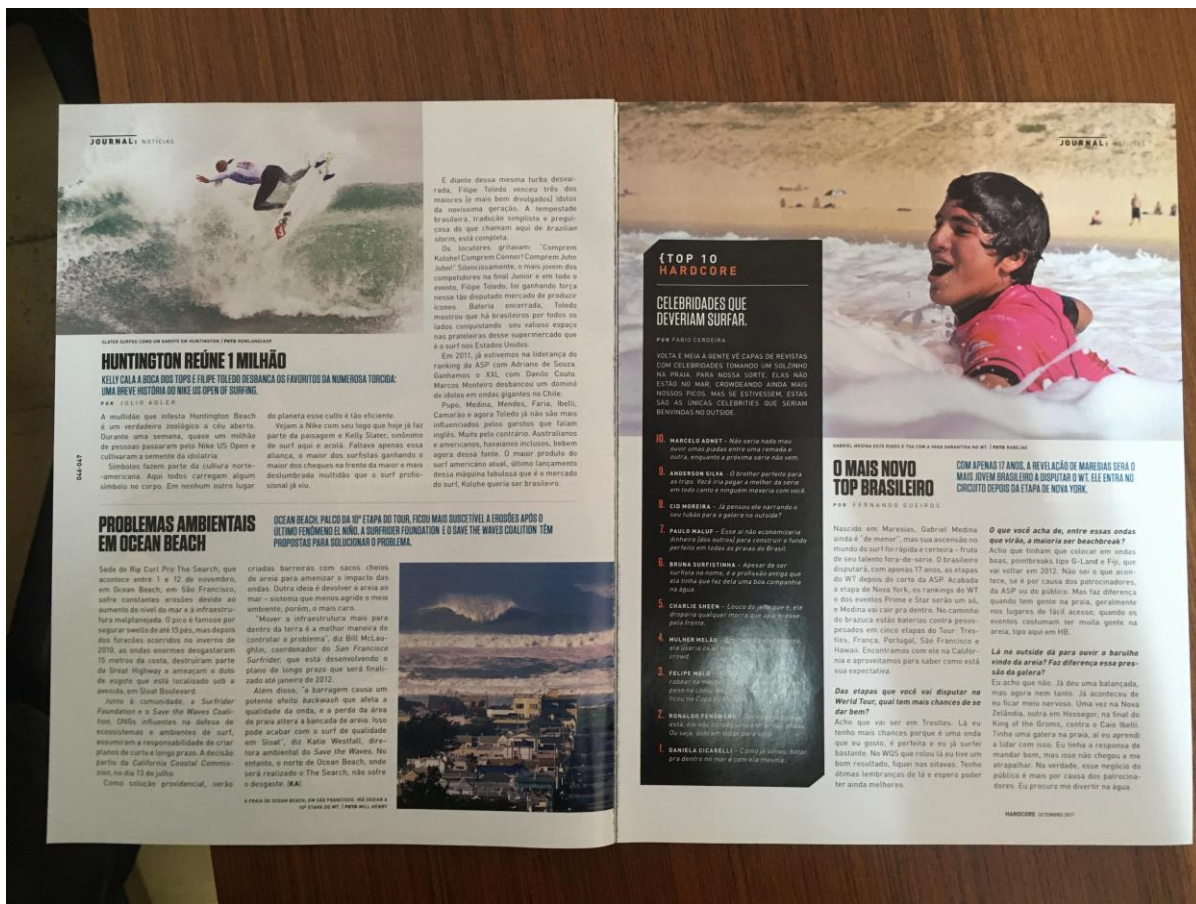 JOURNAL: NOTÍCIAS
SLATER SURFOU COMO UM GAROTO EM HUNTINGTON | FOTO ROWLAND/ASP
HUNTINGTON REÚNE 1 MILHÃO
KELLY CALA A BOCA DOS TOPS E FILIPE TOLEDO DESBANCA OS FAVORITOS DA NUMEROSA TORCIDA:
UMA BREVE HISTÓRIA DO NIKE US OPEN OF SURFING.
POR JULIO ADLER
A multidão que infesta Huntington Beach
é um verdadeiro zoológico a céu aberto.
Durante uma semana, quase um milhão
de pessoas passaram pelo Nike US Open e
cultivaram a semente da idolatria.
Símbolos fazem parte da cultura norte-
-americana. Aqui todos carregam algum
símbolo no corpo. Em nenhum outro lugar
do planeta esse culto é tão eficiente.
Vejam a Nike com seu logo que hoje já faz
parte da paisagem e Kelly Slater, sinônimo
de surf aqui e acolá. Faltava apenas essa
aliança, o maior dos surfistas ganhando o
maior dos cheques na frente da maior e mais
deslumbrada multidão que o surf profis-
sional já viu.
E diante dessa mesma turba desvai-
rada, Filipe Toledo venceu três dos
maiores (e mais bem divulgados) ídolos
da novíssima geração. A tempestade
brasileira, tradução simplista e pregui-
çosa do que chamam aqui de brazilian
storm, está completa.
Os locutores gritavam: "Comprem
Kolohe! Comprem Conner! Comprem John
John!" Silenciosamente, o mais jovem dos
competidores na final Junior e em todo o
evento, Filipe Toledo, foi ganhando força
nesse tão disputado mercado de produzir
ícones. Bateria encerrada, Toledo
mostrou que há brasileiros por todos os
lados conquistando seu valioso espaço
nas prateleiras desse supermercado que
é o surf nos Estados Unidos.
Em 2011, já estivemos na liderança do
ranking da ASP com Adriano de Souza.
Ganhamos o XXL com Danilo Couto.
Marcos Monteiro desbancou um dominó
de ídolos em ondas gigantes no Chile.
Pupo, Medina, Mendes, Faria, Ibelli,
Camarão e agora Toledo já não são mais
influenciados pelos garotos que falam
inglês. Muito pelo contrário. Australianos
e americanos, havaianos inclusos, bebem
agora dessa fonte. O maior produto do
surf americano atual, último lançamento
dessa máquina fabulosa que é o mercado
do surf, Kolohe queria ser brasileiro.
046-047
PROBLEMAS AMBIENTAIS
EM OCEAN BEACH
OCEAN BEACH, PALCO DA 10ª ETAPA DO TOUR, FICOU MAIS SUSCETÍVEL A EROSÕES APÓS O
ÚLTIMO FENÔMENO EL NIÑO. A SURFRIDER FOUNDATION E O SAVE THE WAVES COALITION TÊM
PROPOSTAS PARA SOLUCIONAR O PROBLEMA.
Sede do Rip Curl Pro The Search, que
acontece entre 1 e 12 de novembro,
em Ocean Beach, em São Francisco,
sofre constantes erosões devido ao
aumento do nível do mar e à infraestru-
tura malplanejada. O pico é famoso por
segurar swells de até 15 pés, mas depois
dos furacões ocorridos no inverno de
2010, as ondas enormes desgastaram
15 metros da costa, destruíram parte
da Great Highway e ameaçam o duto
de esgoto que está localizado sob a
avenida, em Sloat Boulevard.
Junto à comunidade, a Surfrider
Foundation e o Save the Waves Coali-
tion, ONGs influentes na defesa de
ecossistemas e ambientes de surf,
assumiram a responsabilidade de criar
planos de curto e longo prazo. A decisão
partiu da California Coastal Commis-
sion, no dia 13 de julho.
Como solução providencial, serão
criadas barreiras com sacos cheios
de areia para amenizar o impacto das
ondas. Outra ideia é devolver a areia ao
mar – sistema que menos agride o meio
ambiente, porém, o mais caro.
"Mover a infraestrutura mais para
dentro da terra é a melhor maneira de
controlar o problema", diz Bill McLau-
ghlin, coordenador do San Francisco
Surfrider, que está desenvolvendo o
plano de longo prazo que será finali-
zado até janeiro de 2012.
Além disso, "a barragem causa um
potente efeito backwash que afeta a
qualidade da onda, e a perda da área
de praia altera a bancada de areia. Isso
pode acabar com o surf de qualidade
em Sloat", diz Katie Westfall, dire-
tora ambiental do Save the Waves. No
entanto, o norte de Ocean Beach, onde
será realizado o The Search, não sofre
o desgaste. (KA)
A PRAIA DE OCEAN BEACH, EM SÃO FRANCISCO, IRÁ SEDIAR A
10ª ETAPA DO WT. | FOTO WILL HENRY
JOURNAL: NOTÍCIAS
{TOP 10
HARDCORE
CELEBRIDADES QUE
DEVERIAM SURFAR.
POR FABIO CERDEIRA
VOLTA E MEIA A GENTE VÊ CAPAS DE REVISTAS
COM CELEBRIDADES TOMANDO UM SOLZINHO
NA PRAIA. PARA NOSSA SORTE, ELAS NÃO
ESTÃO NO MAR, CROWDEANDO AINDA MAIS
NOSSOS PICOS. MAS SE ESTIVESSEM, ESTAS
SÃO AS ÚNICAS CELEBRITIES QUE SERIAM
BENVINDAS NO OUTSIDE.
10. MARCELO ADNET – Não seria nada mau
ouvir umas piadas entre uma remada e
outra, enquanto a próxima série não vem.
9. ANDERSON SILVA – O brother perfeito para
as trips. Você iria pegar a melhor da série
em todo canto e ninguém mexeria com você.
8. CID MOREIRA – Já pensou ele narrando o
seu tubão para a galera no outside?
7. PAULO MALUF – Esse aí não economizaria
dinheiro (dos outros) para construir o fundo
perfeito em todas as praias do Brasil.
6. BRUNA SURFISTINHA – Apesar de ser
surfista no nome, é a profissão antiga que
ela tinha que faz dela uma boa companhia
na água.
5. CHARLIE SHEEN – Louco do jeito que é, ele
droparia qualquer morra que aparecesse
pela frente.
4. MULHER MELÃO –
ela usaria os
crowd.
3. FELIPE MELO –
2. RONALDO FENÔMENO –
está, ele não
Ou seja,
1. DANIELA CICARELLI – Como já vimos, botar
pra dentro no mar é com ela mesma.
GABRIEL MEDINA ESTÁ RINDO À TOA COM A VAGA GARANTIDA NO WT. | FOTO RABEJAC
O MAIS NOVO
TOP BRASILEIRO
COM APENAS 17 ANOS, A REVELAÇÃO DE MARESIAS SERÁ O
MAIS JOVEM BRASILEIRO A DISPUTAR O WT. ELE ENTRA NO
CIRCUITO DEPOIS DA ETAPA DE NOVA YORK.
POR FERNANDO GUEIROS
Nascido em Maresias, Gabriel Medina
ainda é "de menor", mas sua ascensão no
mundo do surf foi rápida e certeira – fruto
de seu talento fora-de-série. O brasileiro
disputará, com apenas 17 anos, as etapas
do WT depois do corte da ASP. Acabada
a etapa de Nova York, os rankings do WT
e dos eventos Prime e Star serão um só,
e Medina vai cair pra dentro. No caminho
do brazuca estão baterias contra pesos-
pesados em cinco etapas do Tour: Tres-
tles, França, Portugal, São Francisco e
Hawaii. Encontramos com ele na Califór-
nia e aproveitamos para saber como está
sua expectativa.
Das etapas que você vai disputar no
World Tour, qual tem mais chances de se
dar bem?
Acho que vai ser em Trestles. Lá eu
tenho mais chances porque é uma onda
que eu gosto, é perfeita e eu já surfei
bastante. No WQS que rolou lá eu tive um
bom resultado, fiquei nas oitavas. Tenho
ótimas lembranças de lá e espero poder
ter ainda melhores.
O que você acha de, entre essas ondas
que virão, a maioria ser beachbreak?
Acho que tinham que colocar em ondas
boas, pointbreaks tipo G-Land e Fiji, que
vai voltar em 2012. Não sei o que acon-
tece, se é por causa dos patrocinadores,
da ASP ou do público. Mas faz diferença
quando tem gente na praia, geralmente
nos lugares de fácil acesso, quando os
eventos costumam ter muita gente na
areia, tipo aqui em HB.
Lá no outside dá para ouvir o barulho
vindo da areia? Faz diferença essa pres-
são da galera?
Eu acho que não. Já deu uma balançada,
mas agora nem tanto. Já aconteceu de
eu ficar meio nervoso. Uma vez na Nova
Zelândia, outra em Hossegor, na final do
King of the Groms, contra o Caio Ibelli.
Tinha uma galera na praia, aí eu aprendi
a lidar com isso. Eu tinha a responsa de
mandar bem, mas isso não chegou a me
atrapalhar. Na verdade, esse negócio do
público é mais por causa dos patrocina-
dores. Eu procuro me divertir na água.
HARDCORE SETEMBRO 2011